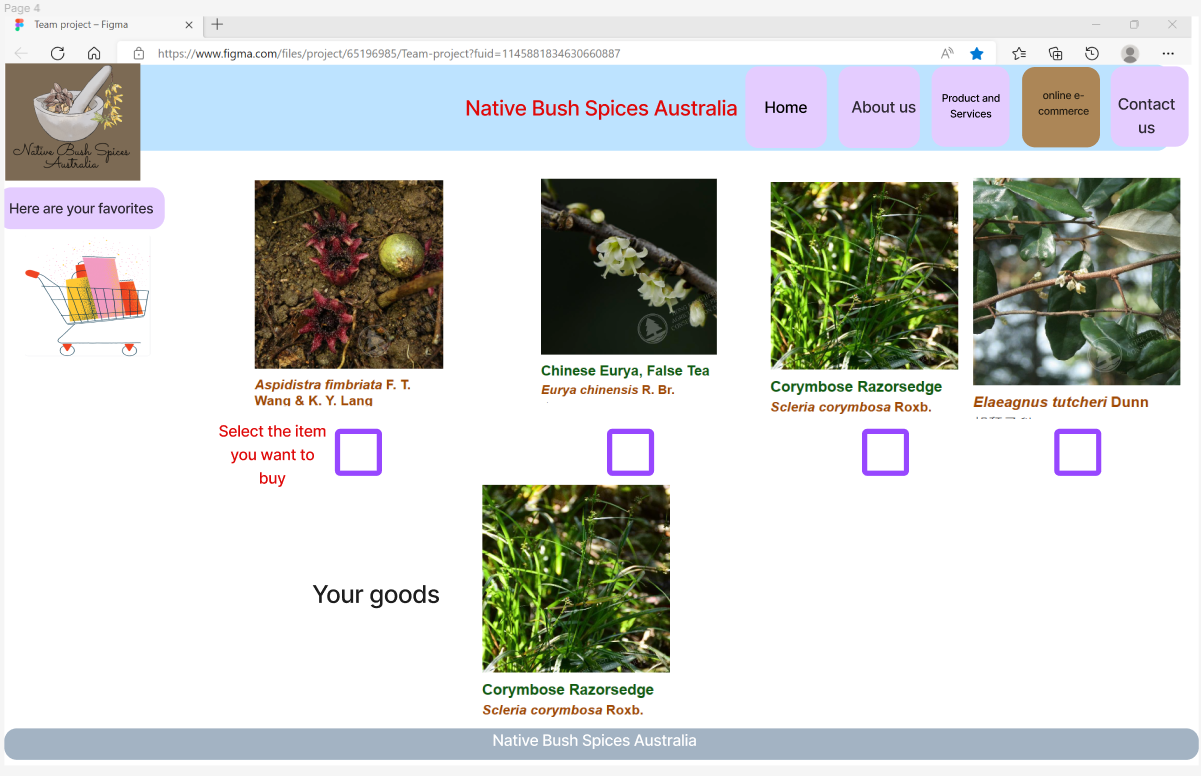 Page 4
Team project – Figma
https://www.figma.com/files/project/65196985/Team-project?fuid=1145881834630660887
Native Bush Spices
Australia
Native Bush Spices Australia
Home
About us
Product and
Services
online e-
commerce
Contact
us
Here are your favorites
Aspidistra fimbriata F. T.
Wang & K. Y. Lang
Chinese Eurya, False Tea
Eurya chinensis R. Br.
Corymbose Razorsedge
Scleria corymbosa Roxb.
Elaeagnus tutcheri Dunn
Select the item
you want to
buy
Your goods
Corymbose Razorsedge
Scleria corymbosa Roxb.
Native Bush Spices Australia